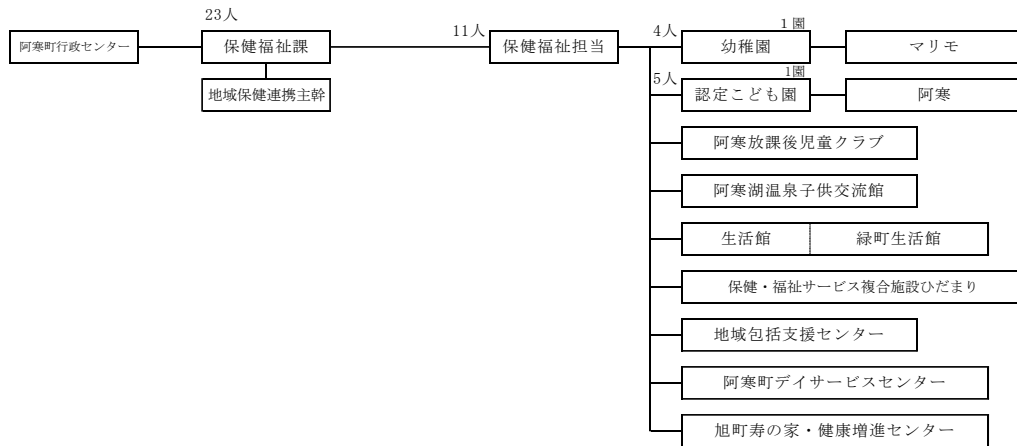 23人
11人
4人
1園
阿寒町行政センター
保健福祉課
保健福祉担当
幼稚園
マリモ
地域保健連携主幹
5人
1園
認定こども園
阿寒
阿寒放課後児童クラブ
阿寒湖温泉子供交流館
生活館
緑町生活館
保健・福祉サービス複合施設ひだまり
地域包括支援センター
阿寒町デイサービスセンター
旭町寿の家・健康増進センター